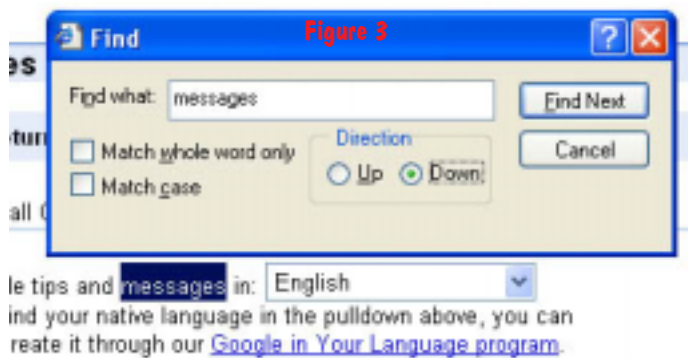 Find Figure 3
es
Find what: messages Find Next
turn
Match whole word only Direction Cancel
Match case Up Down
all
le tips and messages in: English
ind your native language in the pulldown above, you can
reate it through our Google in Your Language program.